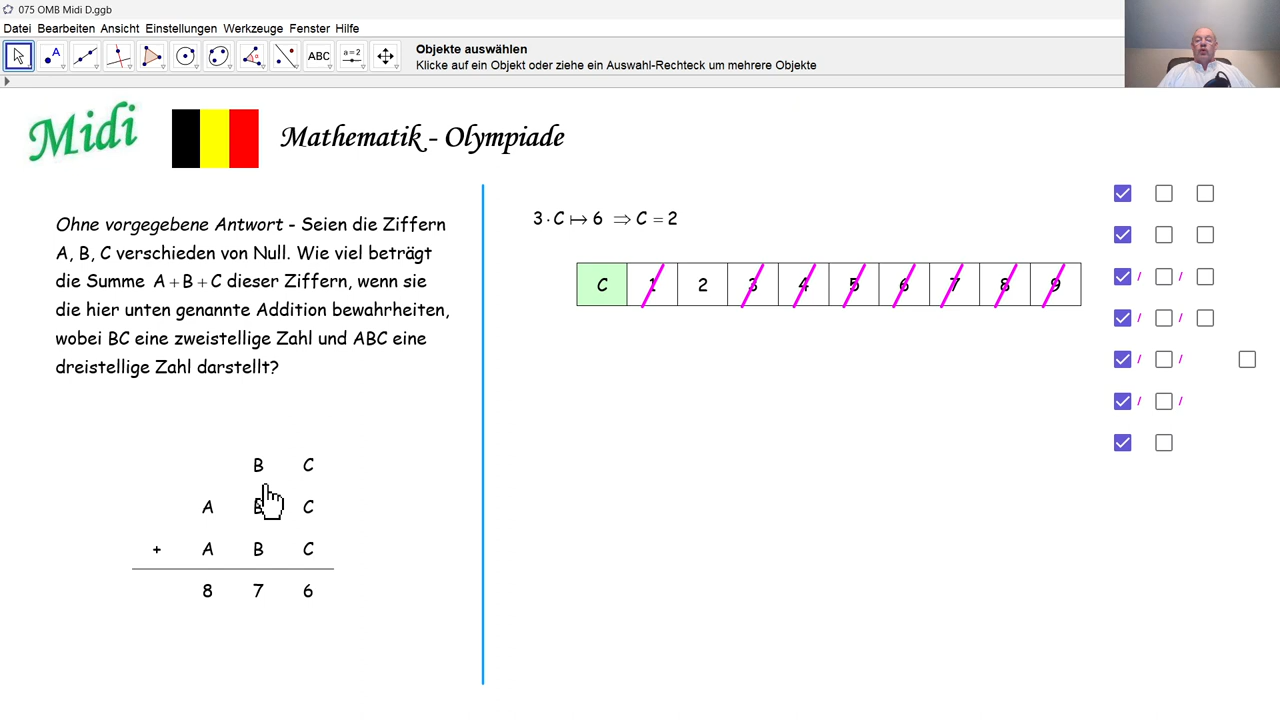 075 OMB Midi D.ggb
Datei Bearbeiten Ansicht Einstellungen Werkzeuge Fenster Hilfe
A
ABC
a=2
Objekte auswählen
Klicke auf ein Objekt oder ziehe ein Auswahl-Rechteck um mehrere Objekte
Midi
Mathematik - Olympiade
Ohne vorgegebene Antwort - Seien die Ziffern
A, B, C verschieden von Null. Wie viel beträgt
die Summe A + B + C dieser Ziffern, wenn sie
die hier unten genannte Addition bewahrheiten,
wobei BC eine zweistellige Zahl und ABC eine
dreistellige Zahl darstellt?
B C
A B C
+ A B C
8 7 6
3 · C ↦ 6 ⇒ C = 2
C 1 2 3 4 5 6 7 8 9
/ /
/ /
/ /
/ /